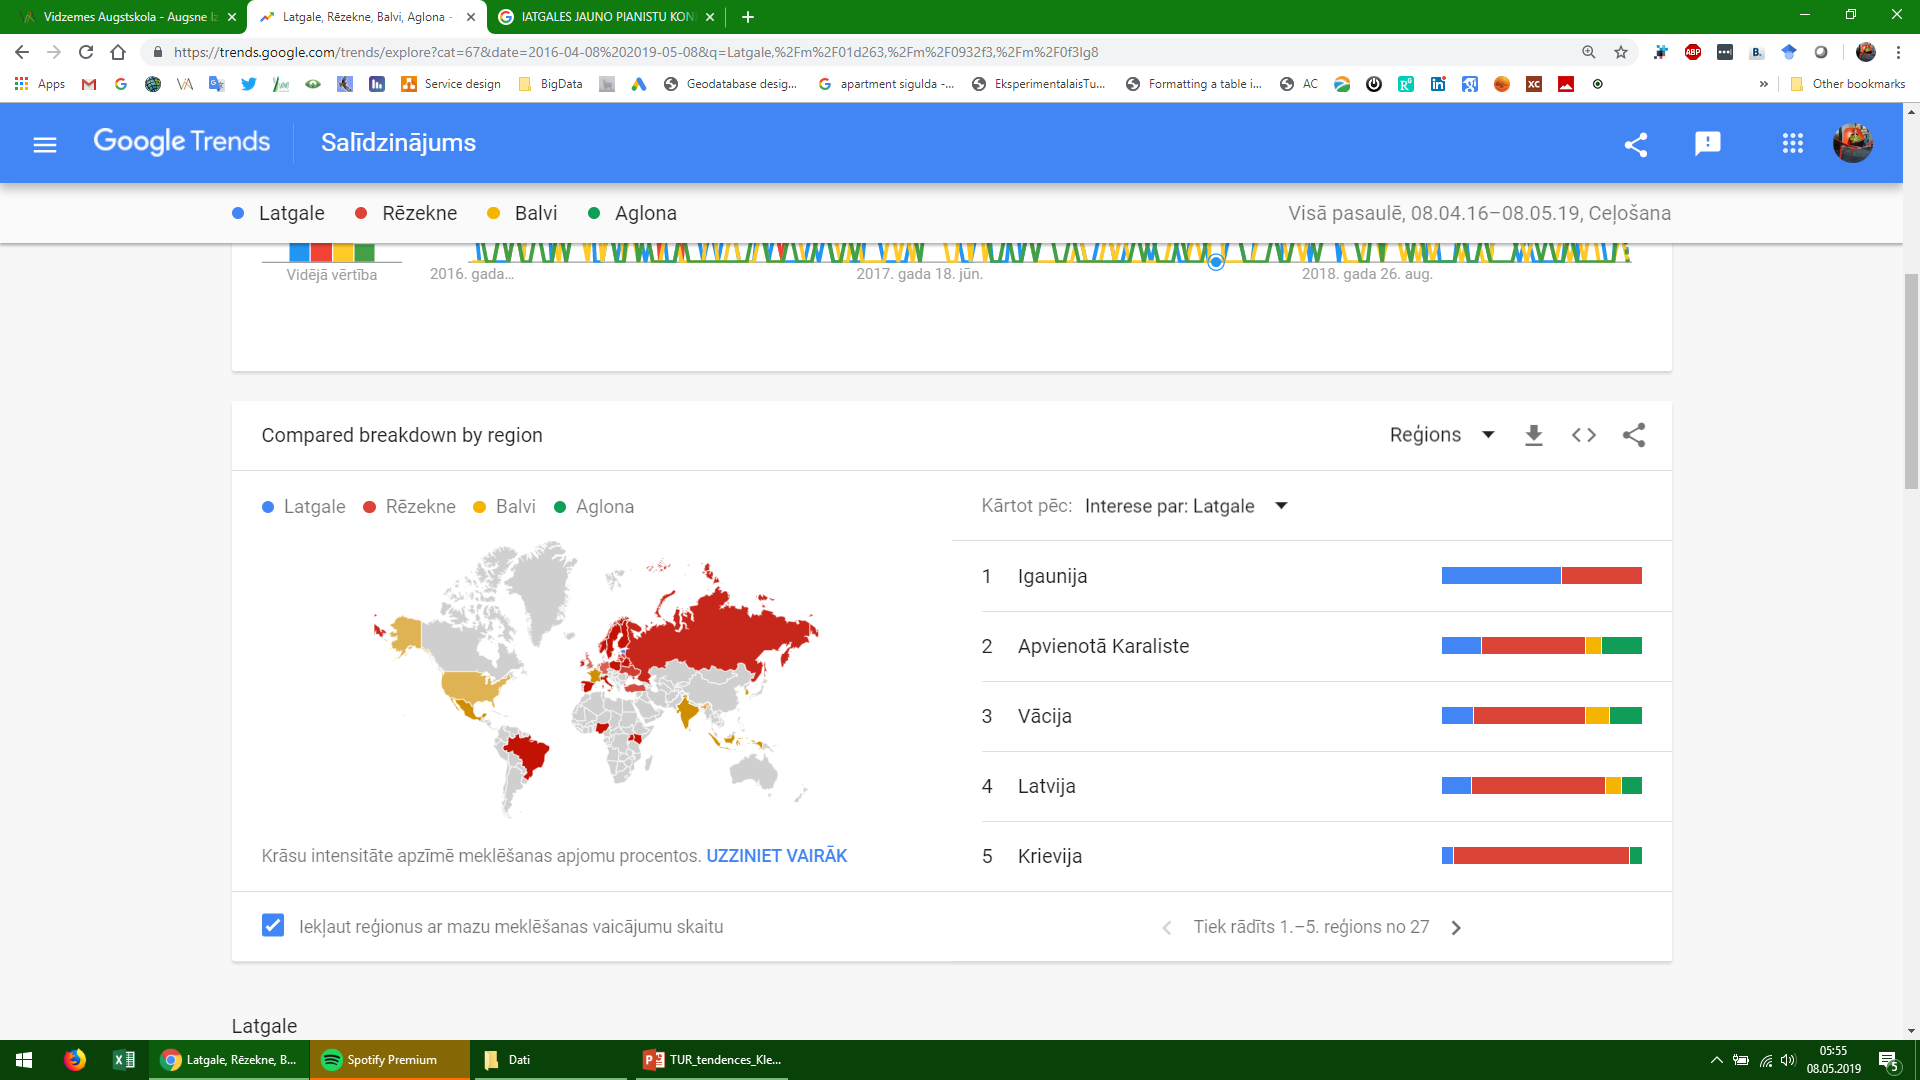 Vidzemes Augstskola - Augsne Iz
Latgale, Rēzekne, Balvi, Aglona -
lATGALES JAUNO PIANISTU KON
https://trends.google.com/trends/explore?cat=67&date=2016-04-08%202019-05-08&q=Latgale,%2Fm%2F01d263,%2Fm%2F0932f3,%2Fm%2F0f3lg8
Apps
Service design
BigData
Geodatabase desig...
apartment sigulda -...
EksperimentalaisTu...
Formatting a table i...
AC
»
Other bookmarks
Google Trends
Salīdzinājums
Latgale Rēzekne Balvi Aglona
Visā pasaulē, 08.04.16–08.05.19, Ceļošana
Vidējā vērtība
2016. gada...
2017. gada 18. jūn.
2018. gada 26. aug.
Compared breakdown by region
Reģions
Latgale Rēzekne Balvi Aglona
Kārtot pēc: Interese par: Latgale
1 Igaunija
2 Apvienotā Karaliste
3 Vācija
4 Latvija
5 Krievija
Krāsu intensitāte apzīmē meklēšanas apjomu procentos. UZZINIET VAIRĀK
Iekļaut reģionus ar mazu meklēšanas vaicājumu skaitu
Tiek rādīts 1.–5. reģions no 27
Latgale
Latgale, Rēzekne, B...
Spotify Premium
Dati
TUR_tendences_Kle...
05:55
08.05.2019
5